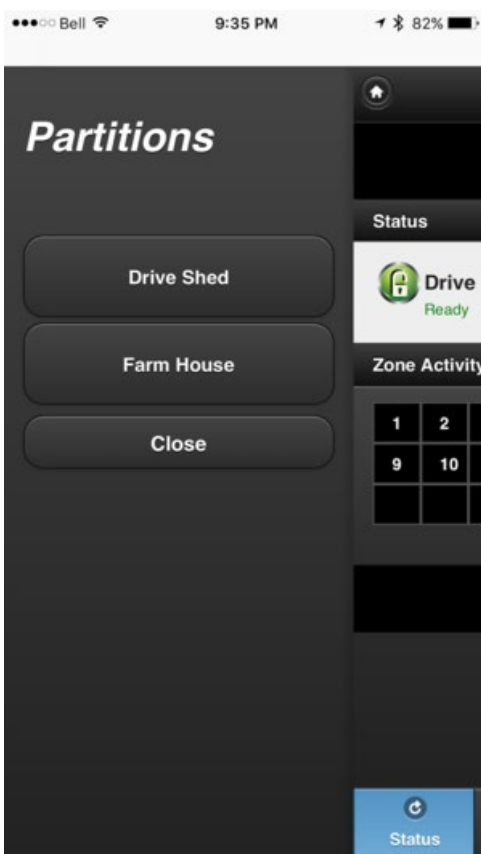 Bell 9:35 PM 82%
Partitions
Drive Shed
Farm House
Close
Status
Drive
Ready
Zone Activity
1 2
9 10
Status